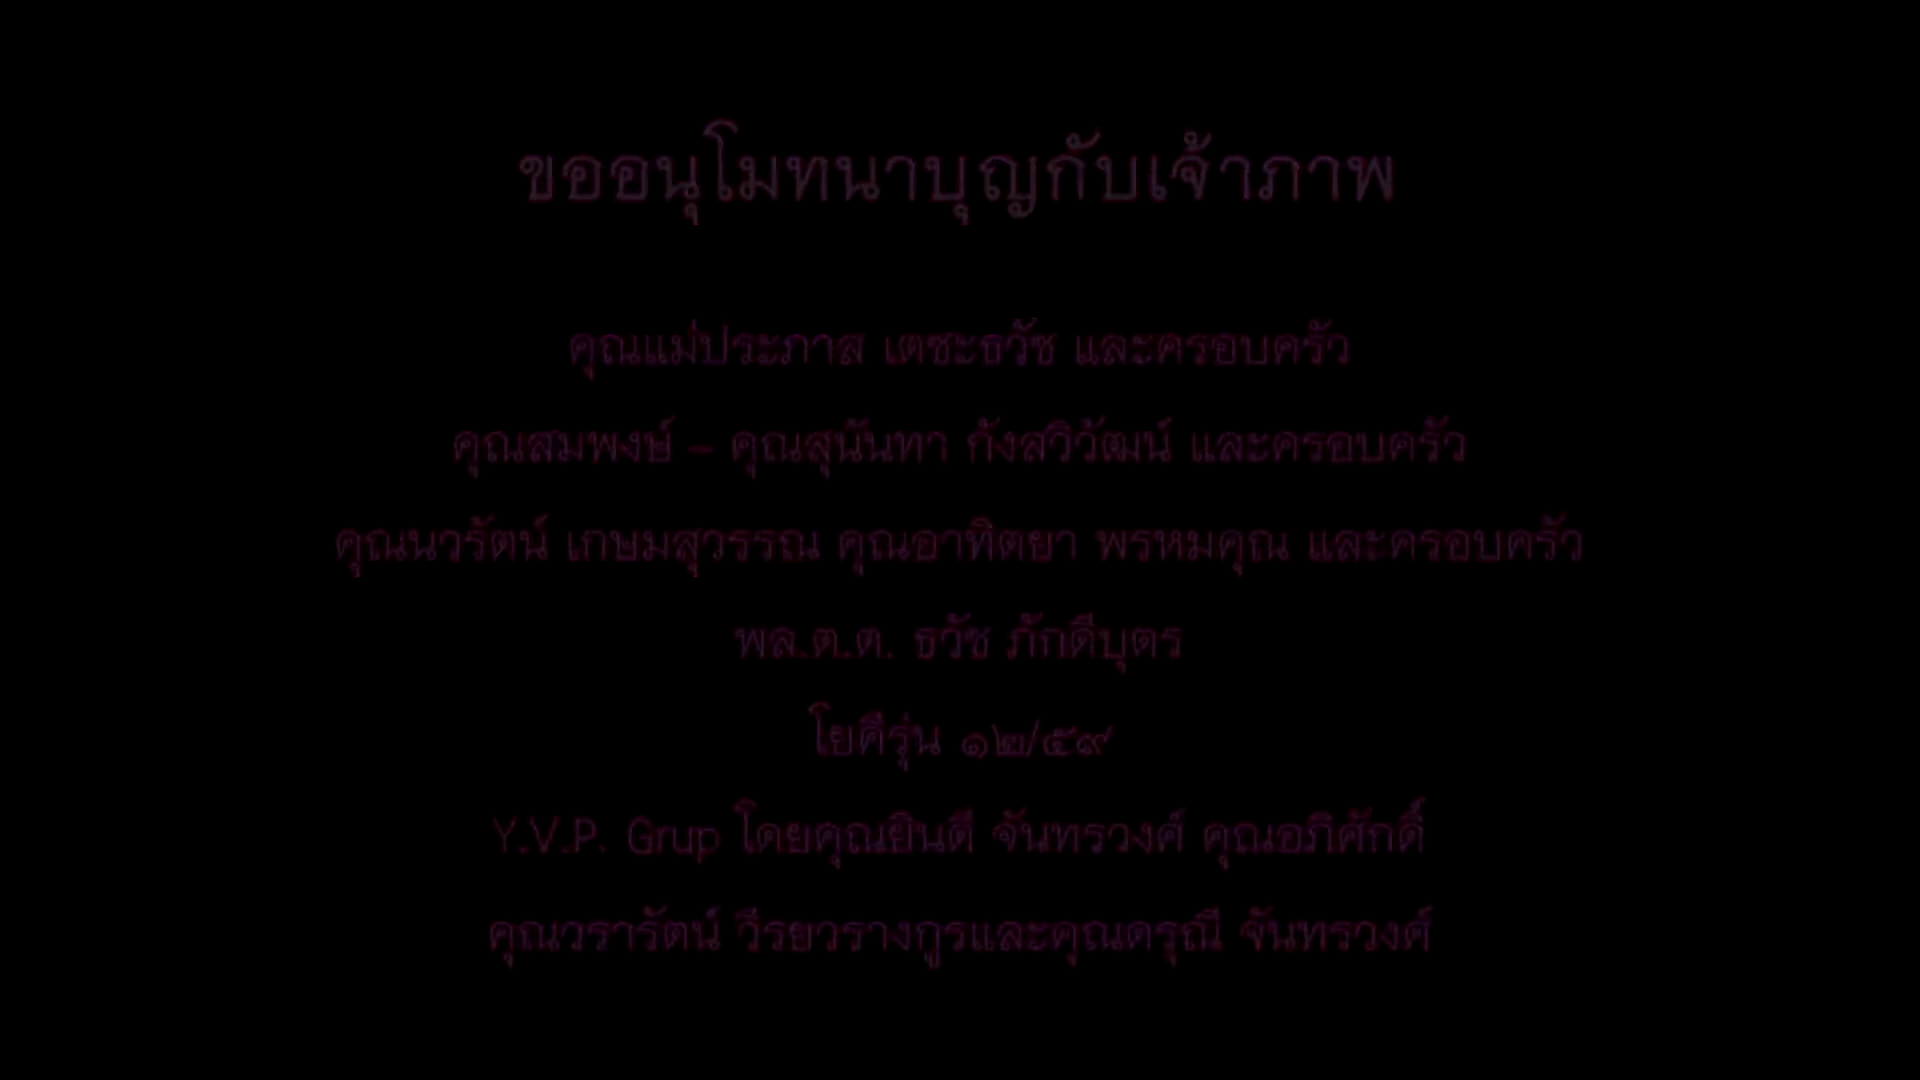 ขออนุโมทนาบุญกับเจ้าภาพ
คุณแม่ประภาส เตชะธวัช และครอบครัว
คุณสมพงษ์ – คุณสุนันทา กังสวิวัฒน์ และครอบครัว
คุณนวรัตน์ เกษมสุวรรณ คุณอาทิตยา พรหมคุณ และครอบครัว
พล.ต.ต. ธวัช ภักดีบุตร
โยคีรุ่น ๑๒/๕๙
Y.V.P. Grup โดยคุณยินดี จันทรวงศ์ คุณอภิศักดิ์
คุณวรารัตน์ วีรยวรางกูรและคุณดรุณี จันทรวงศ์